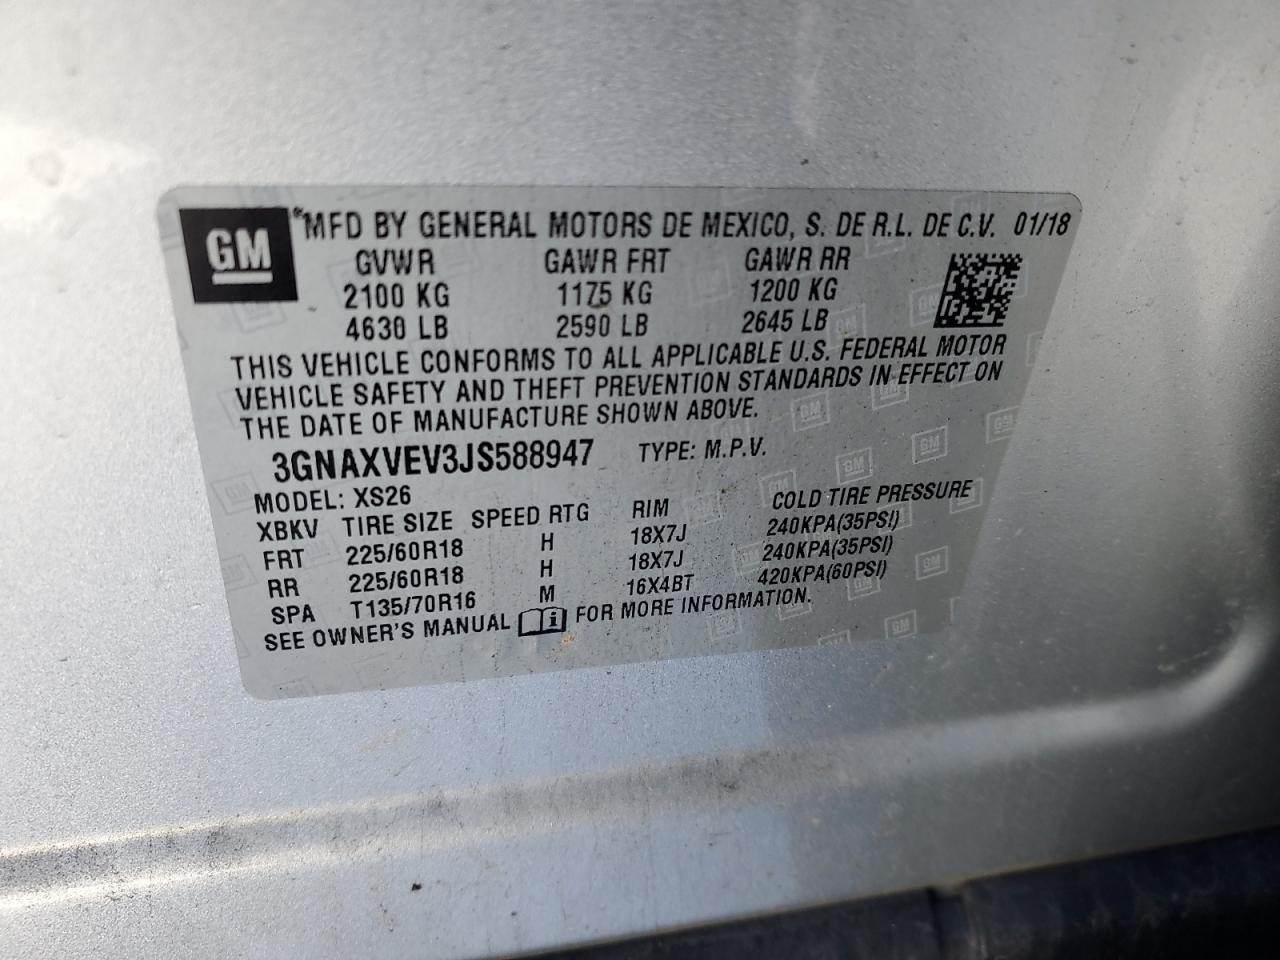 GM ®MFD BY GENERAL MOTORS DE MEXICO, S. DE R.L. DE C.V. 01/18
GVWR GAWR FRT GAWR RR
2100 KG 1175 KG 1200 KG
4630 LB 2590 LB 2645 LB
THIS VEHICLE CONFORMS TO ALL APPLICABLE U.S. FEDERAL MOTOR
VEHICLE SAFETY AND THEFT PREVENTION STANDARDS IN EFFECT ON
THE DATE OF MANUFACTURE SHOWN ABOVE.
3GNAXVEV3JS588947 TYPE: M.P.V.
MODEL: XS26
XBKV TIRE SIZE SPEED RTG RIM COLD TIRE PRESSURE
FRT 225/60R18 H 18X7J 240KPA(35PSI)
RR 225/60R18 H 18X7J 240KPA(35PSI)
SPA T135/70R16 M 16X4BT 420KPA(60PSI)
SEE OWNER'S MANUAL i FOR MORE INFORMATION.